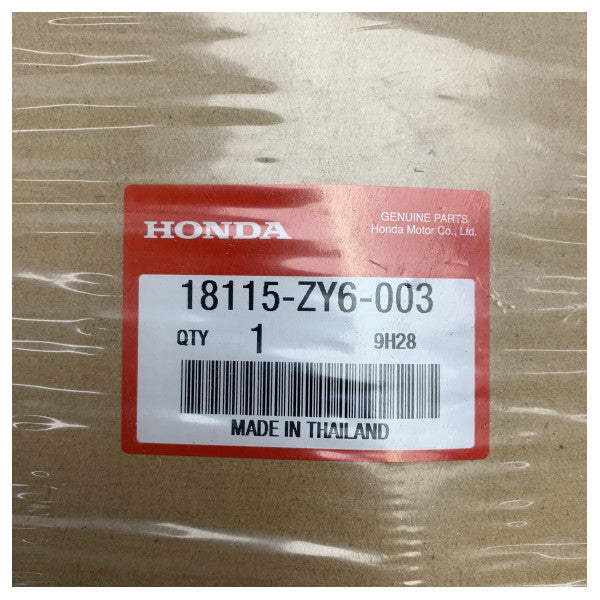 HONDA
GENUINE PARTS
Honda Motor Co., Ltd.
18115-ZY6-003
QTY 1 9H28
MADE IN THAILAND